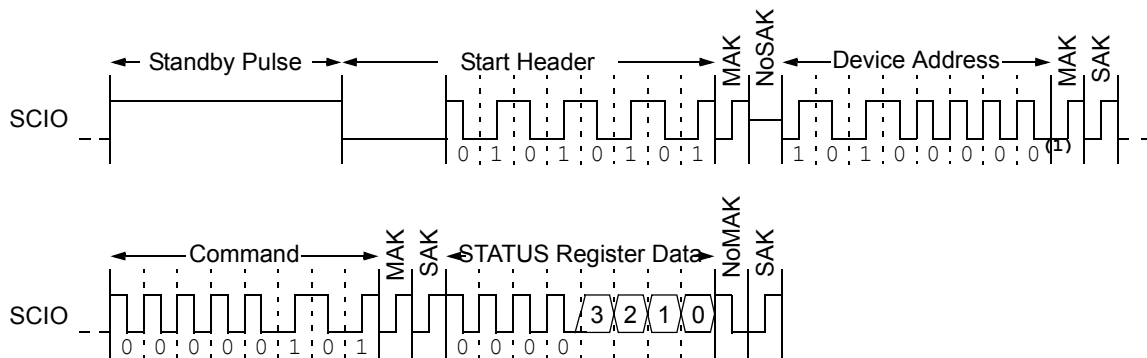 Standby Pulse Start Header MAK NoSAK Device Address MAK SAK
SCIO
0 1 0 1 0 1 0 1 1 0 1 0 0 0 0 0 (1)
Command MAK SAK STATUS Register Data NoMAK SAK
SCIO 3 2 1 0
0 0 0 0 0 1 0 1 0 0 0 0